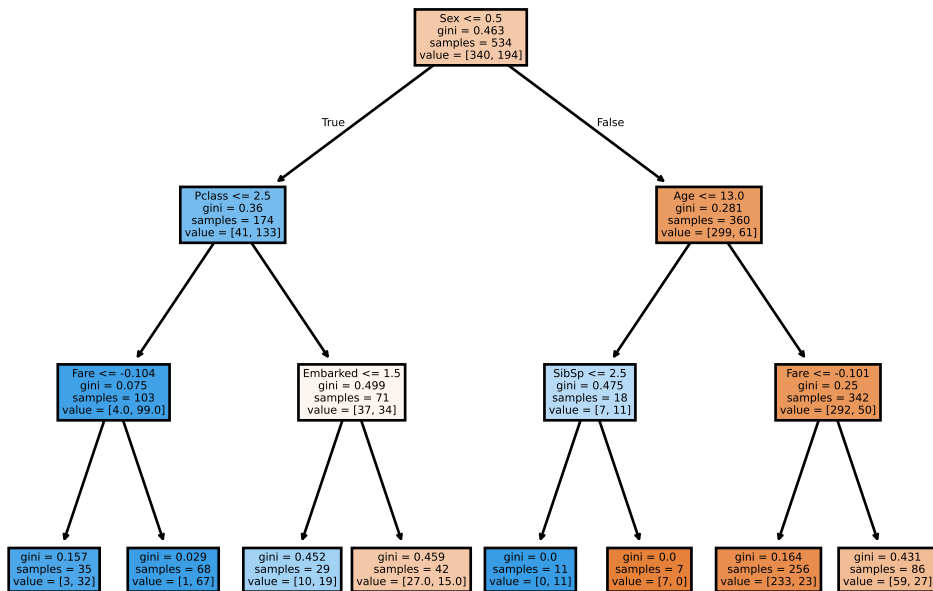 Sex <= 0.5
gini = 0.463
samples = 534
value = [340, 194]
True
False
Pclass <= 2.5
gini = 0.36
samples = 174
value = [41, 133]
Age <= 13.0
gini = 0.281
samples = 360
value = [299, 61]
Fare <= -0.104
gini = 0.075
samples = 103
value = [4.0, 99.0]
Embarked <= 1.5
gini = 0.499
samples = 71
value = [37, 34]
SibSp <= 2.5
gini = 0.475
samples = 18
value = [7, 11]
Fare <= -0.101
gini = 0.25
samples = 342
value = [292, 50]
gini = 0.157
samples = 35
value = [3, 32]
gini = 0.029
samples = 68
value = [1, 67]
gini = 0.452
samples = 29
value = [10, 19]
gini = 0.459
samples = 42
value = [27.0, 15.0]
gini = 0.0
samples = 11
value = [0, 11]
gini = 0.0
samples = 7
value = [7, 0]
gini = 0.164
samples = 256
value = [233, 23]
gini = 0.431
samples = 86
value = [59, 27]